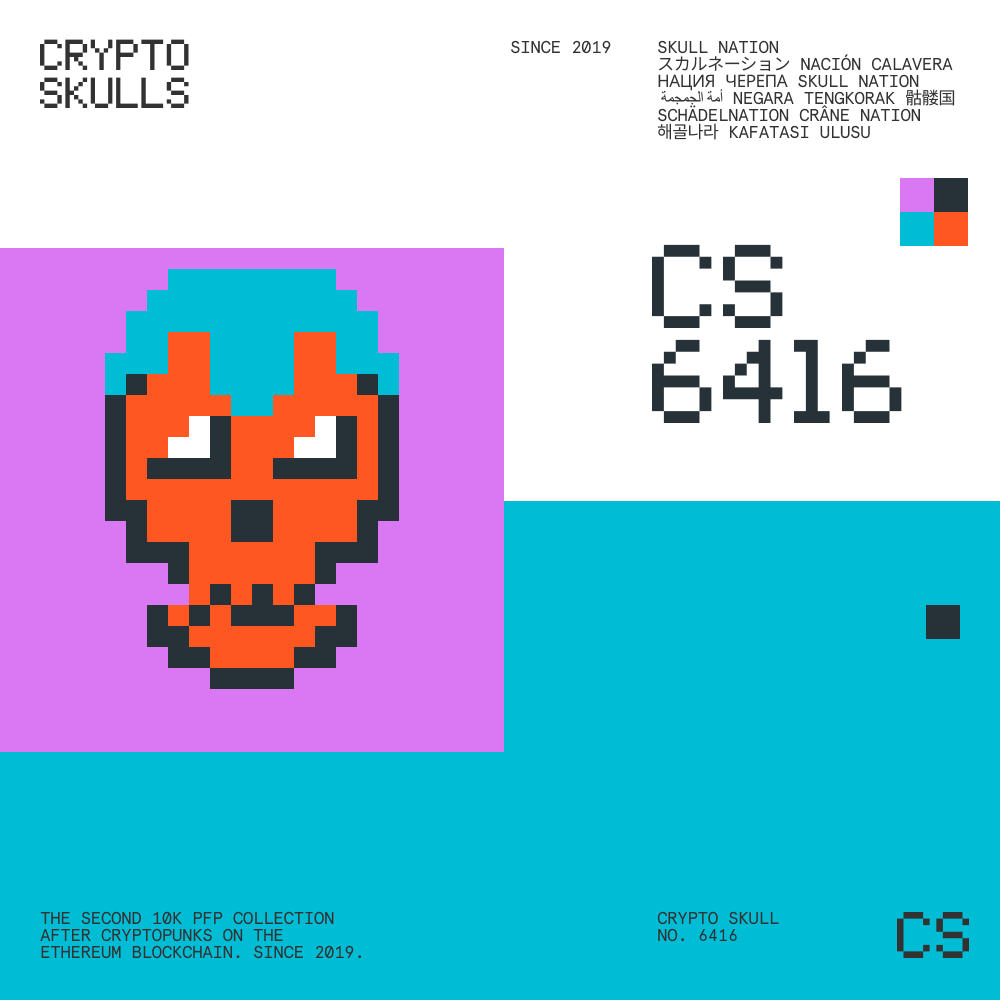 CRYPTO
SKULLS
SINCE 2019
SKULL NATION
スカルネーション NACIÓN CALAVERA
НАЦИЯ ЧЕРЕПА SKULL NATION
أمة الجمجمة NEGARA TENGKORAK 骷髅国
SCHÄDELNATION CRÂNE NATION
해골나라 KAFATASI ULUSU
CS
6416
THE SECOND 10K PFP COLLECTION
AFTER CRYPTOPUNKS ON THE
ETHEREUM BLOCKCHAIN. SINCE 2019.
CRYPTO SKULL
NO. 6416
CS